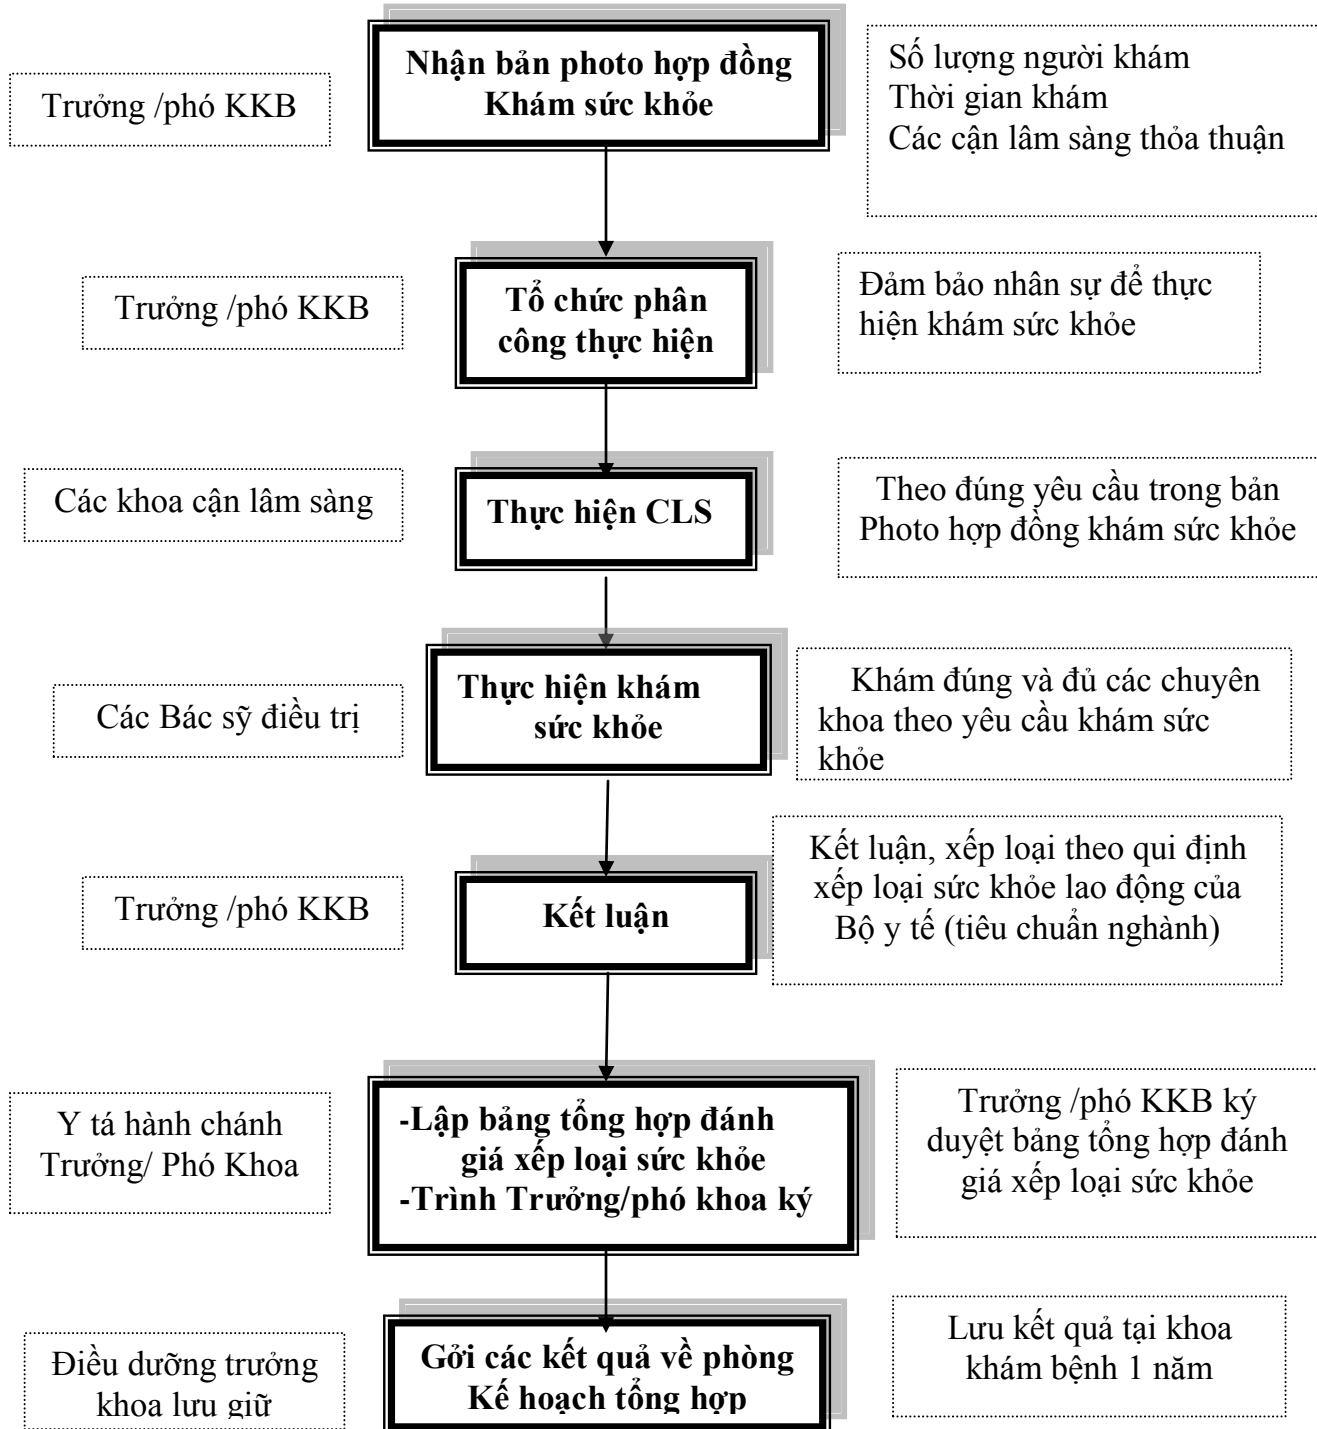 Trưởng /phó KKB
Nhận bản photo hợp đồng
Khám sức khỏe
Số lượng người khám
Thời gian khám
Các cận lâm sàng thỏa thuận
Trưởng /phó KKB
Tổ chức phân
công thực hiện
Đảm bảo nhân sự để thực
hiện khám sức khỏe
Các khoa cận lâm sàng
Thực hiện CLS
Theo đúng yêu cầu trong bản
Photo hợp đồng khám sức khỏe
Các Bác sỹ điều trị
Thực hiện khám
sức khỏe
Khám đúng và đủ các chuyên
khoa theo yêu cầu khám sức
khỏe
Trưởng /phó KKB
Kết luận
Kết luận, xếp loại theo qui định
xếp loại sức khỏe lao động của
Bộ y tế (tiêu chuẩn nghành)
Y tá hành chánh
Trưởng/ Phó Khoa
-Lập bảng tổng hợp đánh
giá xếp loại sức khỏe
-Trình Trưởng/phó khoa ký
Trưởng /phó KKB ký
duyệt bảng tổng hợp đánh
giá xếp loại sức khỏe
Điều dưỡng trưởng
khoa lưu giữ
Gởi các kết quả về phòng
Kế hoạch tổng hợp
Lưu kết quả tại khoa
khám bệnh 1 năm